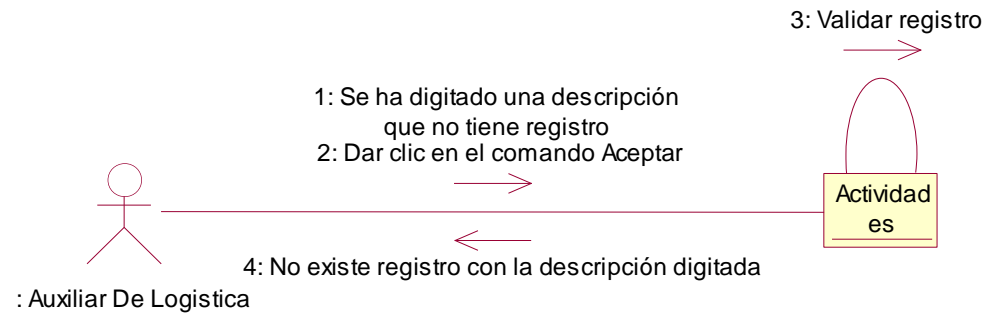 3: Validar registro
1: Se ha digitado una descripción
que no tiene registro
2: Dar clic en el comando Aceptar
Actividad
es
4: No existe registro con la descripción digitada
: Auxiliar De Logistica